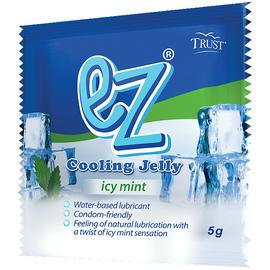 TRUST®
ez®
Cooling Jelly
icy mint
Water-based lubricant
Condom-friendly
Feeling of natural lubrication with
a twist of icy mint sensation
5g